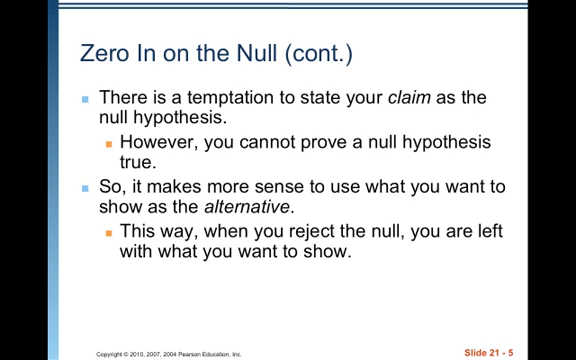 Zero In on the Null (cont.)
There is a temptation to state your claim as the
null hypothesis.
However, you cannot prove a null hypothesis
true.
So, it makes more sense to use what you want to
show as the alternative.
This way, when you reject the null, you are left
with what you want to show.
Copyright © 2010, 2007, 2004 Pearson Education, Inc.
Slide 21 - 5